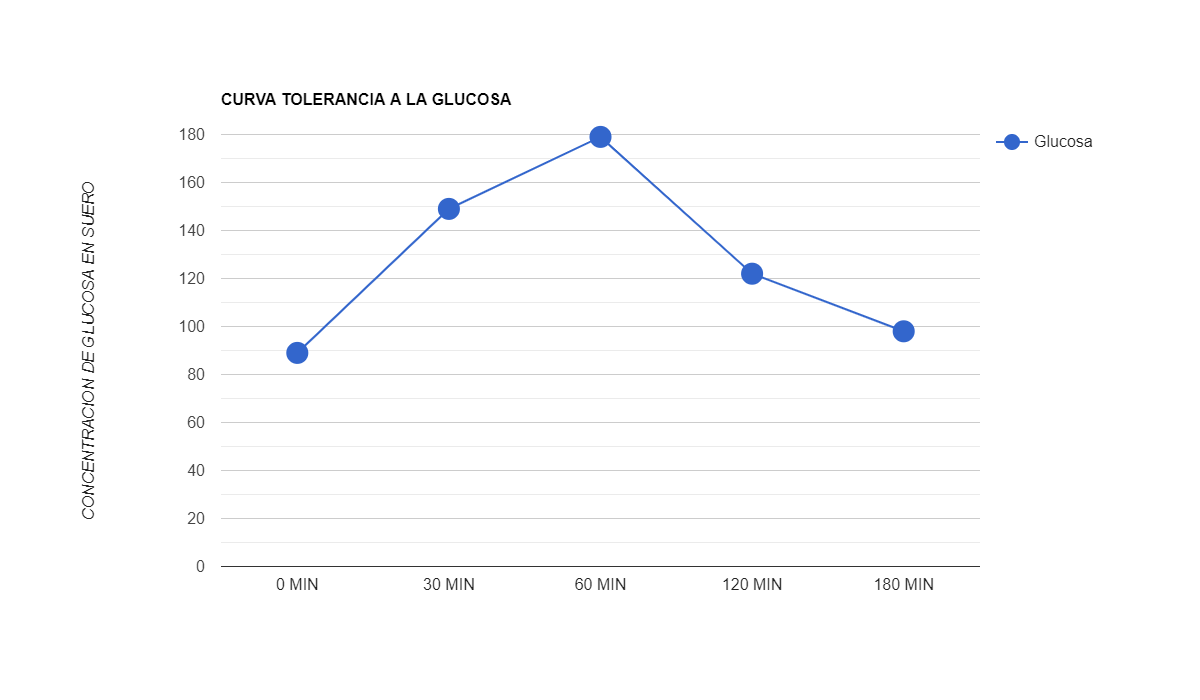 CURVA TOLERANCIA A LA GLUCOSA
CONCENTRACION DE GLUCOSA EN SUERO
180
160
140
120
100
80
60
40
20
0
0 MIN
30 MIN
60 MIN
120 MIN
180 MIN
Glucosa